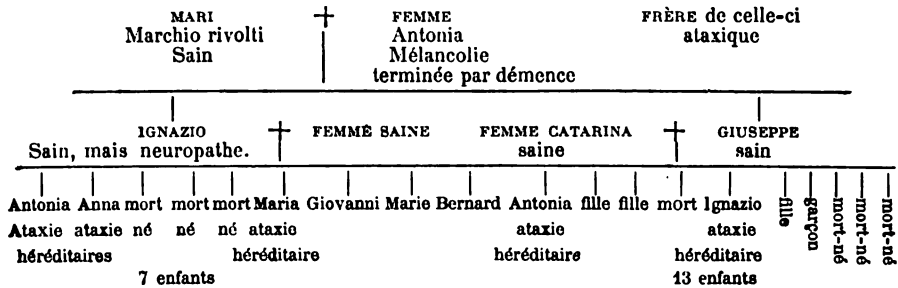 MARI FEMME FRÈRE de celle-ci
Marchio rivolti Antonia ataxique
Sain Mélancolie
terminée par démence
IGNAZIO FEMME SAINE FEMME CATARINA GIUSEPPE
Sain, mais neuropathe. saine sain
Antonia Anna mort mort mort Maria Giovanni Marie Bernard Antonia fille fille mort Ignazio fille garçon mort-né mort-né mort-né
Ataxie ataxie né né né ataxie ataxie ataxie
héréditaires héréditaire héréditaire héréditaire
7 enfants 13 enfants